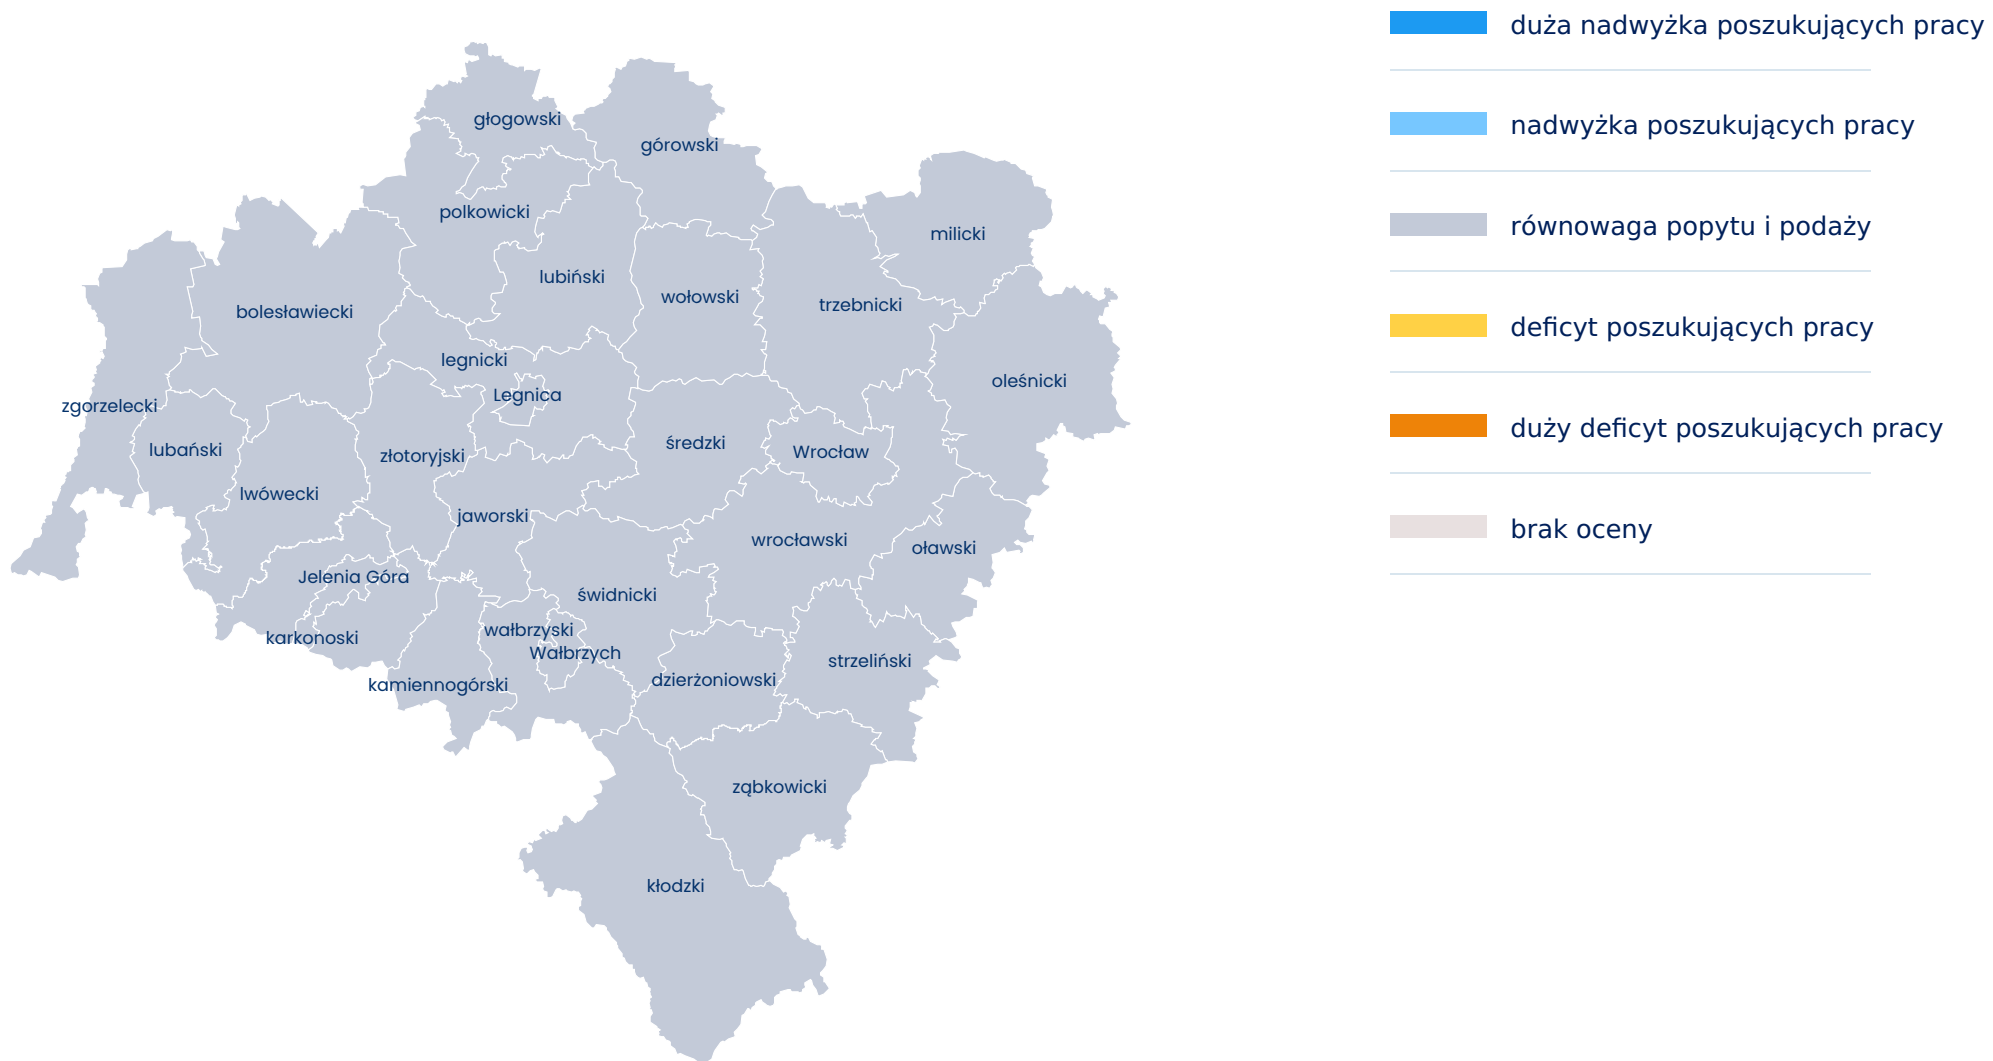 duża nadwyżka poszukujących pracy
nadwyżka poszukujących pracy
równowaga popytu i podaży
deficyt poszukujących pracy
duży deficyt poszukujących pracy
brak oceny
głogowski
górowski
polkowicki
milicki
lubiński
wołowski
trzebnicki
bolesławiecki
legnicki
oleśnicki
Legnica
zgorzelecki
średzki
lubański
Wrocław
złotoryjski
lwówecki
jaworski
wrocławski
oławski
Jelenia Góra
świdnicki
wałbrzyski
karkonoski
Wałbrzych
strzeliński
dzierżoniowski
kamiennogórski
ząbkowicki
kłodzki